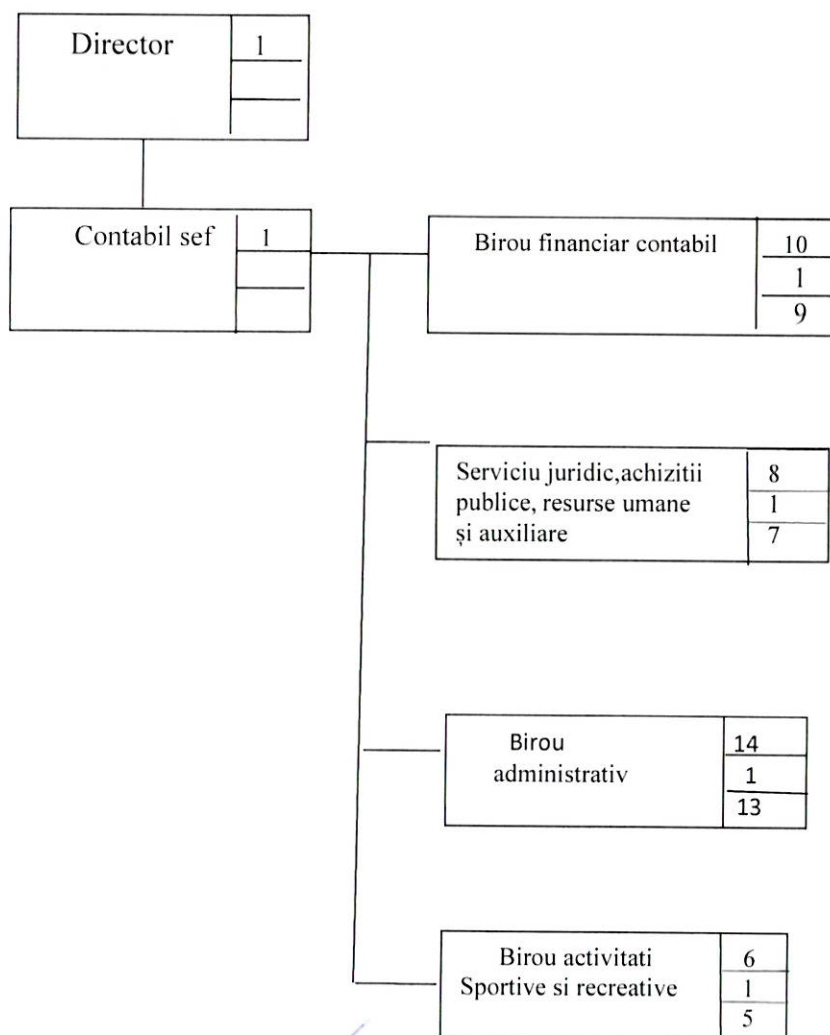 Director
1
Contabil sef
1
Birou financiar contabil
10
1
9
Serviciu juridic,achizitii
publice, resurse umane
și auxiliare
8
1
7
Birou
administrativ
14
1
13
Birou activitati
Sportive si recreative
6
1
5